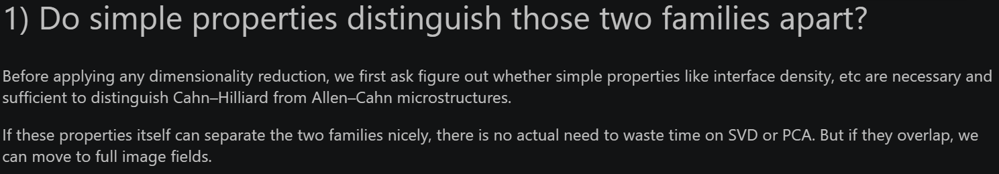 1) Do simple properties distinguish those two families apart?
Before applying any dimensionality reduction, we first ask figure out whether simple properties like interface density, etc are necessary and
sufficient to distinguish Cahn–Hilliard from Allen–Cahn microstructures.
If these properties itself can separate the two families nicely, there is no actual need to waste time on SVD or PCA. But if they overlap, we
can move to full image fields.